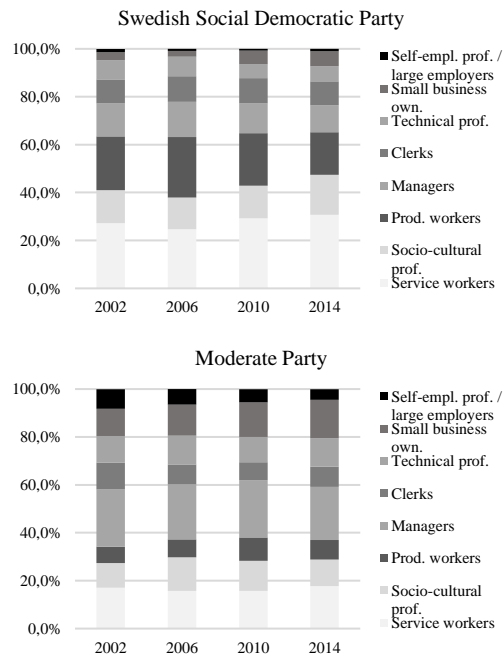 Swedish Social Democratic Party
100,0%
80,0%
60,0%
40,0%
20,0%
0,0%
2002 2006 2010 2014
Self-empl. prof. /
large employers
Small business
own.
Technical prof.
Clerks
Managers
Prod. workers
Socio-cultural
prof.
Service workers
Moderate Party
100,0%
80,0%
60,0%
40,0%
20,0%
0,0%
2002 2006 2010 2014
Self-empl. prof. /
large employers
Small business
own.
Technical prof.
Clerks
Managers
Prod. workers
Socio-cultural
prof.
Service workers